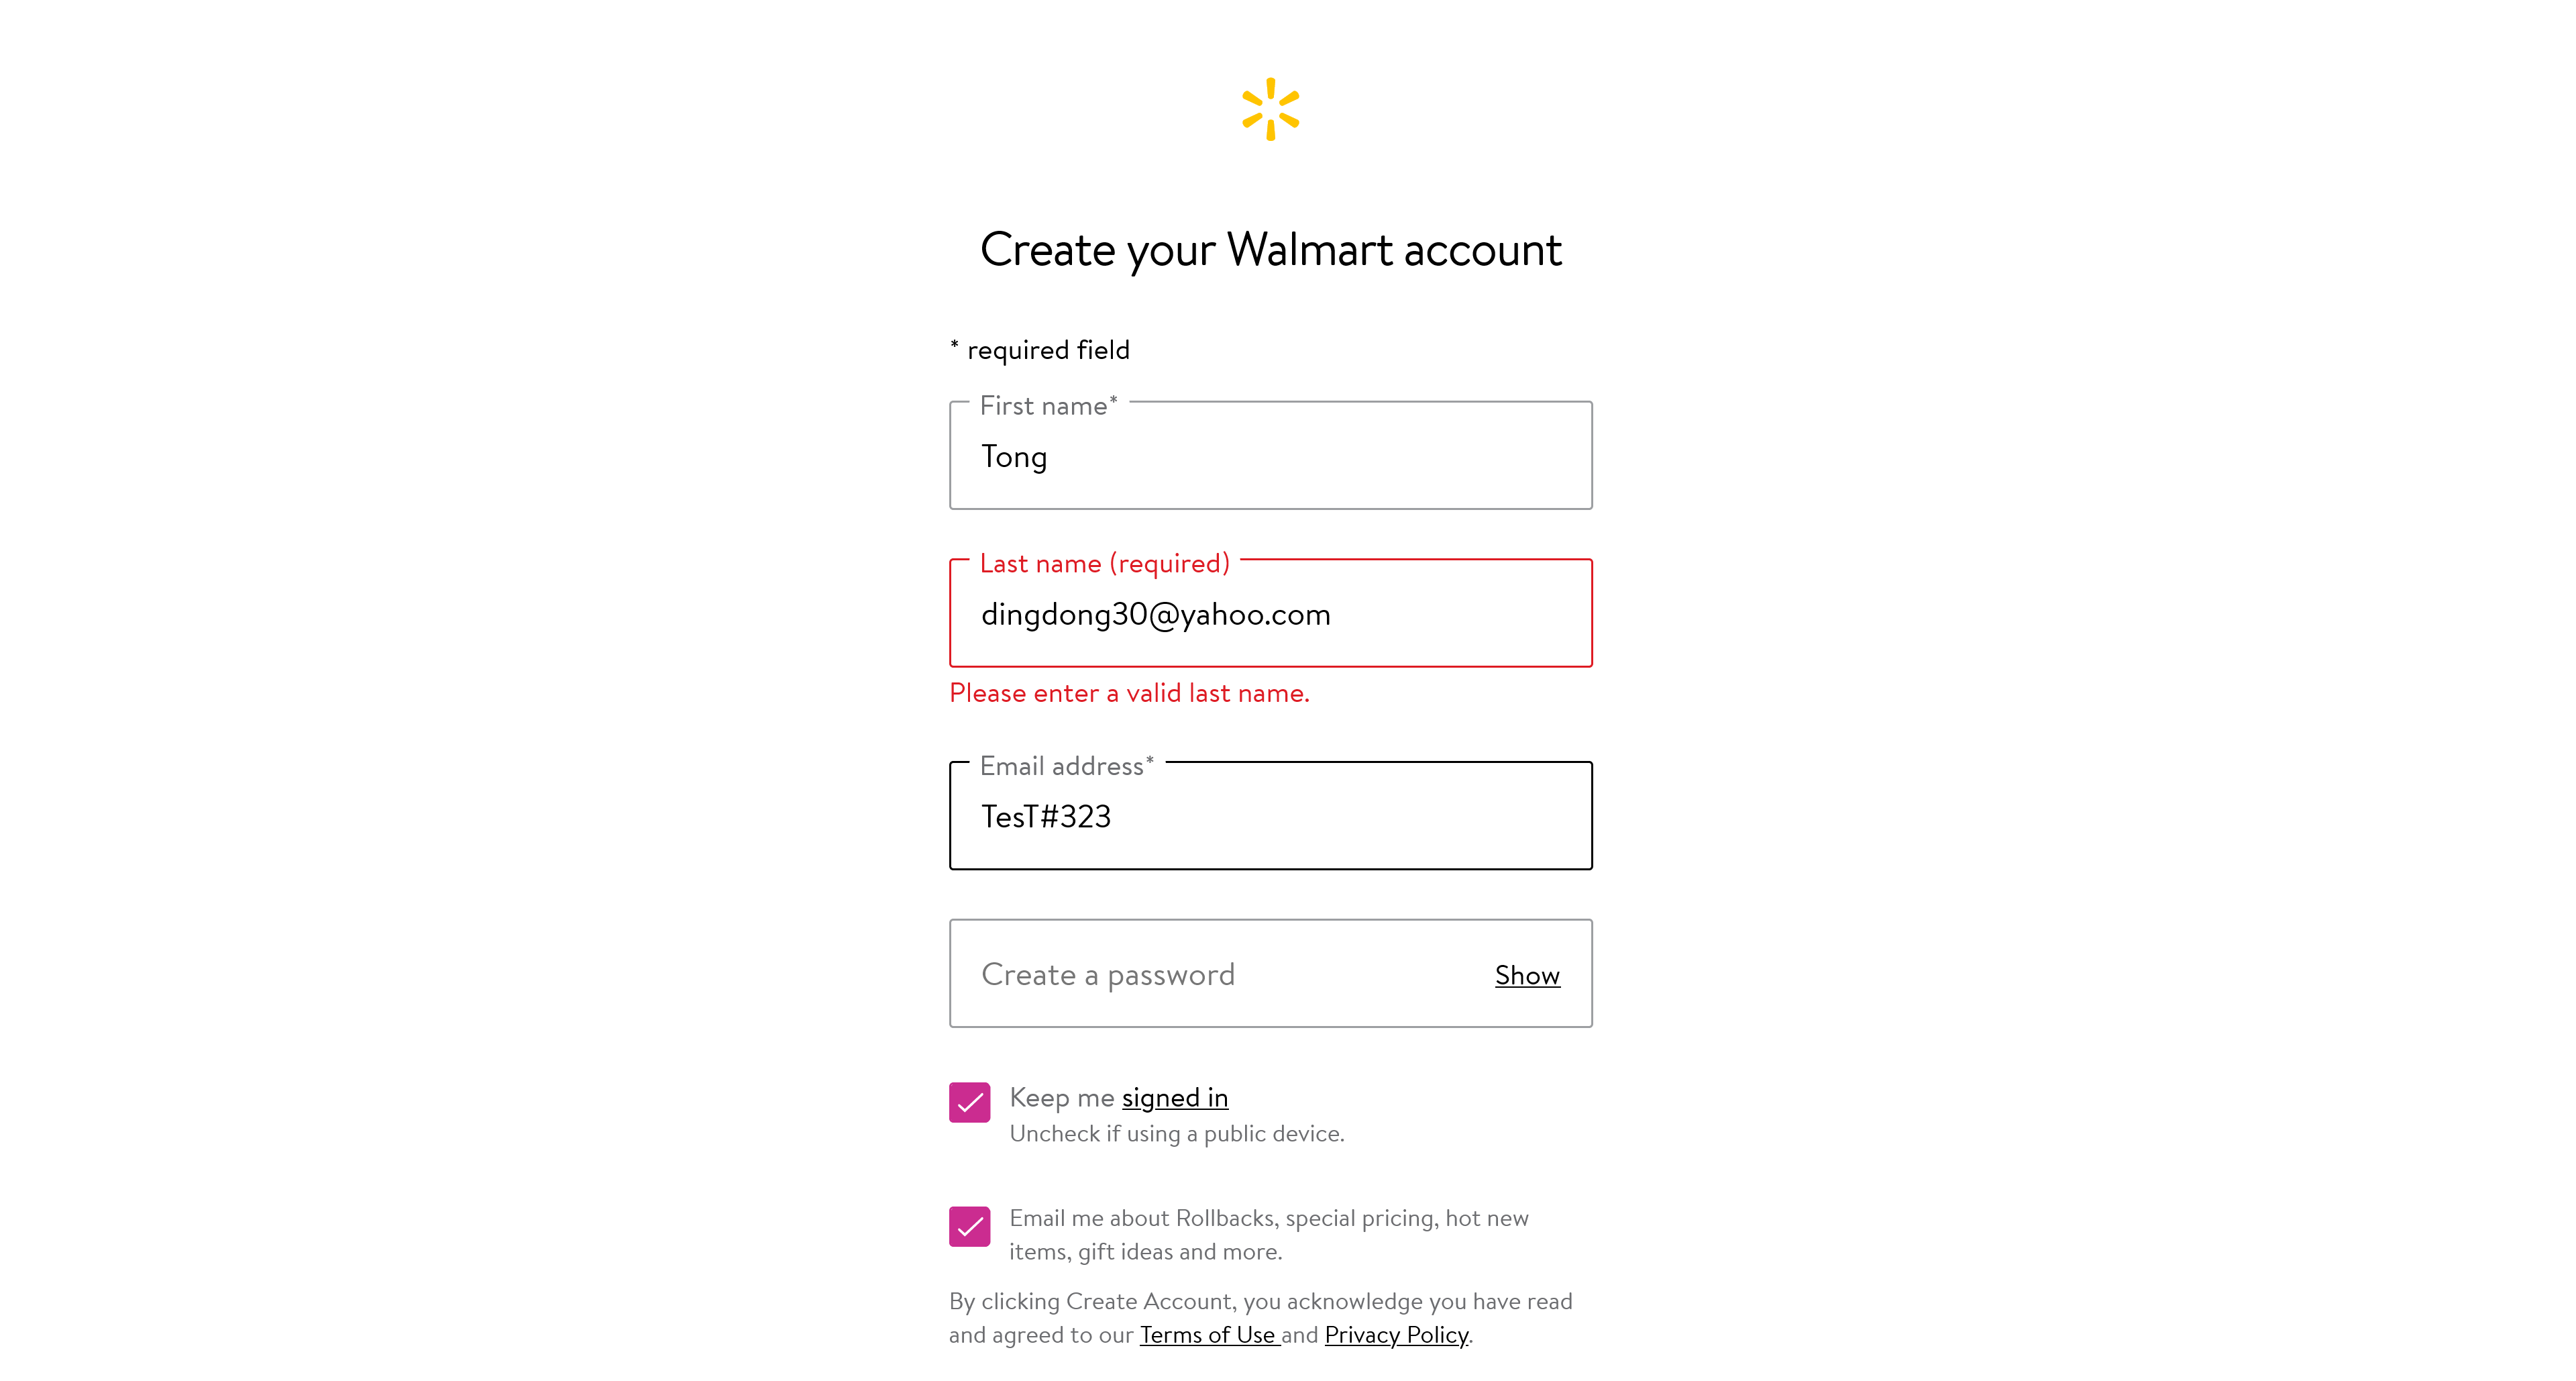 Create your Walmart account
* required field
First name*
Tong
Last name (required)
dingdong30@yahoo.com
Please enter a valid last name.
Email address*
TesT#323
Create a password Show
Keep me signed in
Uncheck if using a public device.
Email me about Rollbacks, special pricing, hot new
items, gift ideas and more.
By clicking Create Account, you acknowledge you have read
and agreed to our Terms of Use and Privacy Policy.